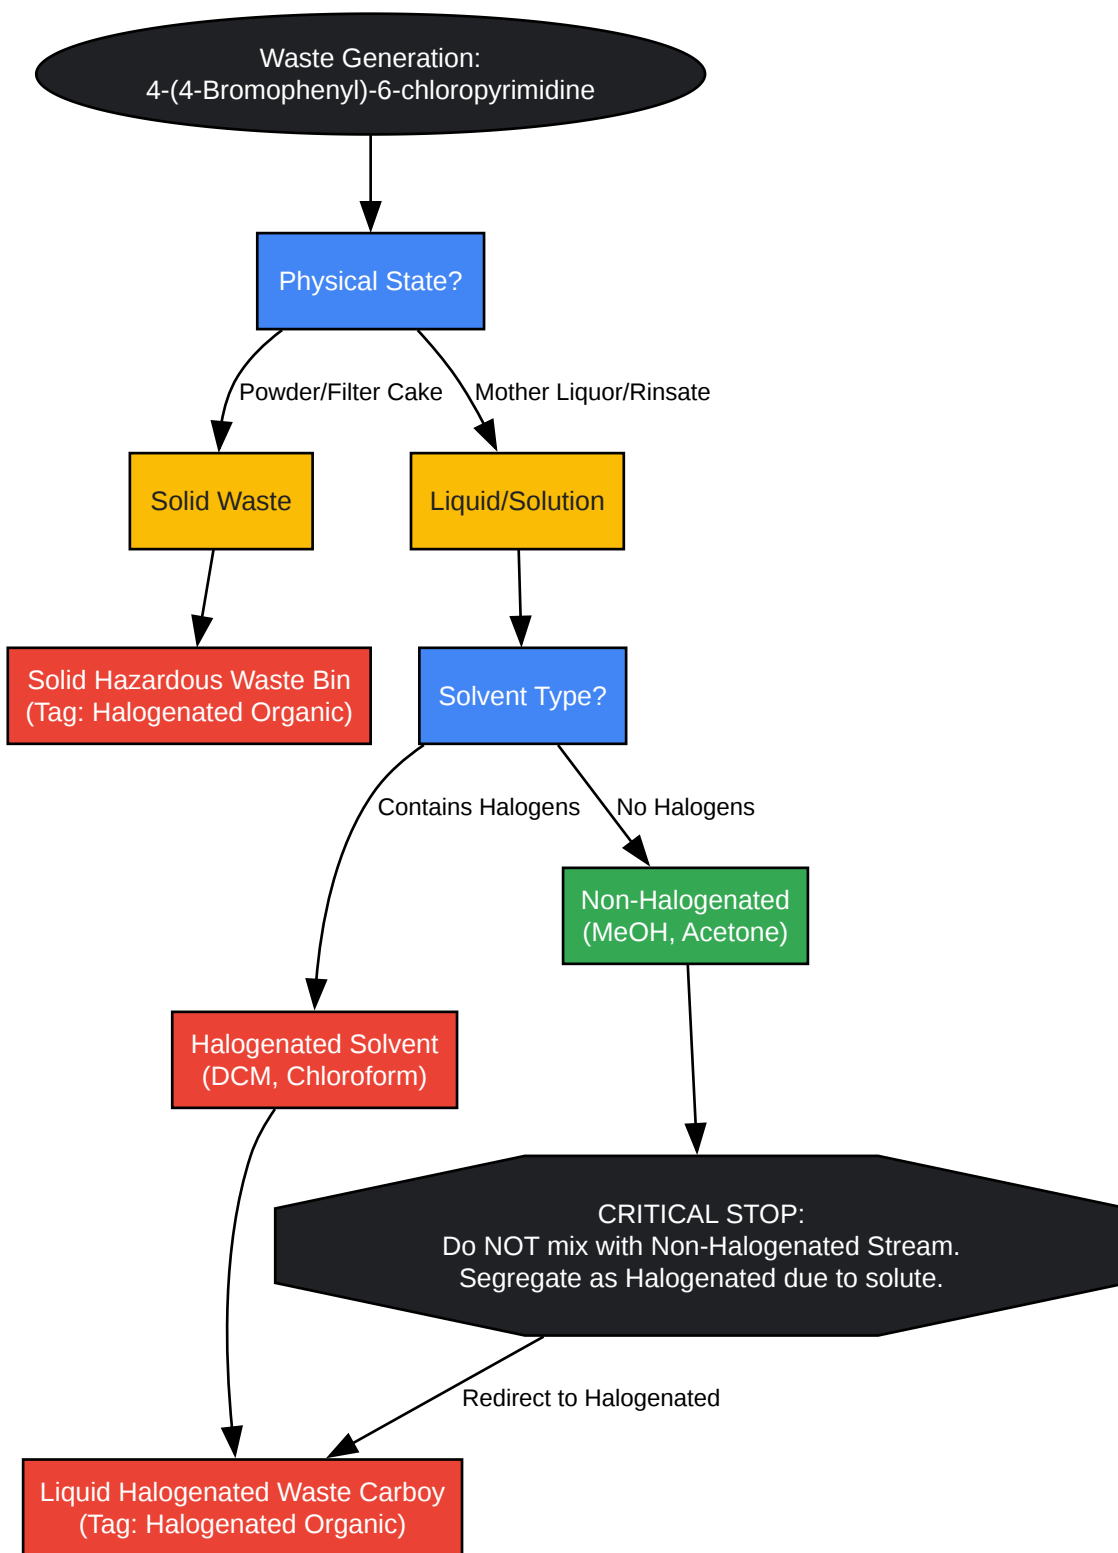 Waste Generation:
4-(4-Bromophenyl)-6-chloropyrimidine
Physical State?
Powder/Filter Cake
Mother Liquor/Rinsate
Solid Waste
Liquid/Solution
Solid Hazardous Waste Bin
(Tag: Halogenated Organic)
Solvent Type?
Contains Halogens
No Halogens
Non-Halogenated
(MeOH, Acetone)
Halogenated Solvent
(DCM, Chloroform)
CRITICAL STOP:
Do NOT mix with Non-Halogenated Stream.
Segregate as Halogenated due to solute.
Redirect to Halogenated
Liquid Halogenated Waste Carboy
(Tag: Halogenated Organic)